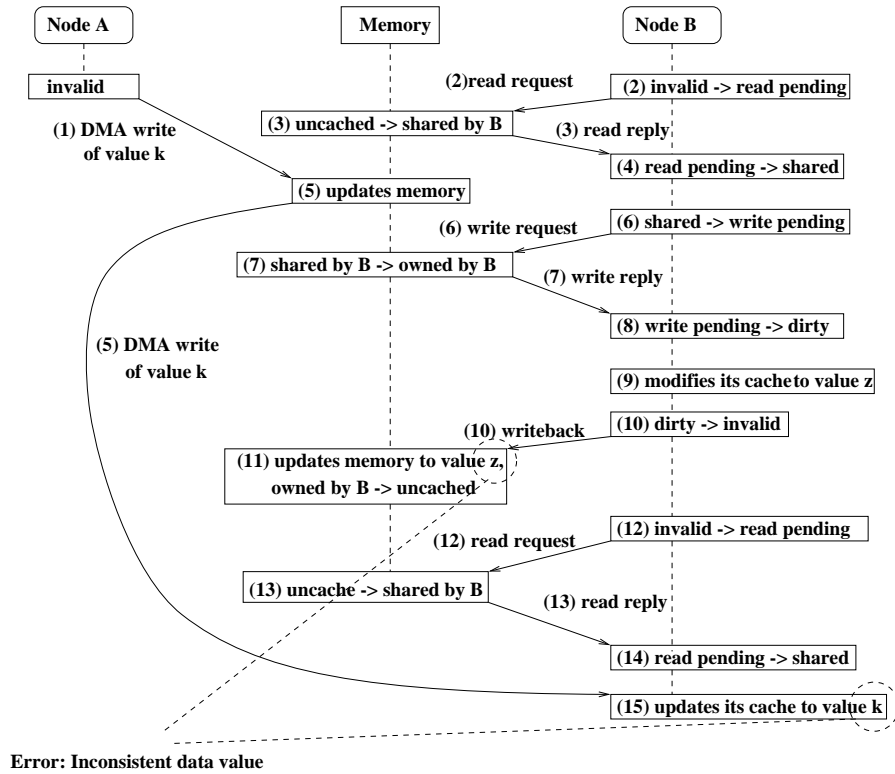 Node A
Memory
Node B
invalid
(2)read request
(2) invalid -> read pending
(1) DMA write
of value k
(3) uncached -> shared by B
(3) read reply
(4) read pending -> shared
(5) updates memory
(6) write request
(6) shared -> write pending
(7) shared by B -> owned by B
(7) write reply
(8) write pending -> dirty
(5) DMA write
of value k
(9) modifies its cache to value z
(10) writeback
(10) dirty -> invalid
(11) updates memory to value z,
owned by B -> uncached
(12) read request
(12) invalid -> read pending
(13) uncache -> shared by B
(13) read reply
(14) read pending -> shared
(15) updates its cache to value k
Error: Inconsistent data value